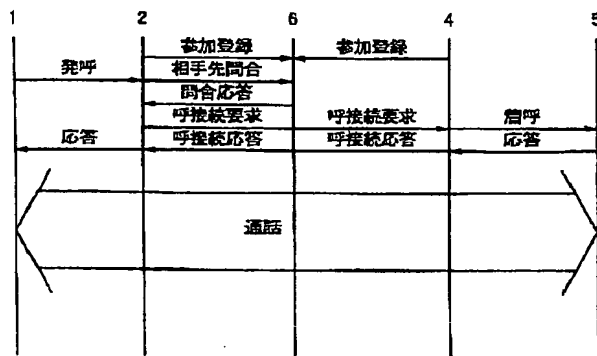 1 2 6 4 5
参加登録 参加登録
発呼 相手先問合
問合応答
呼接続要求 呼接続要求 着呼
応答 呼接続応答 呼接続応答 応答
通話